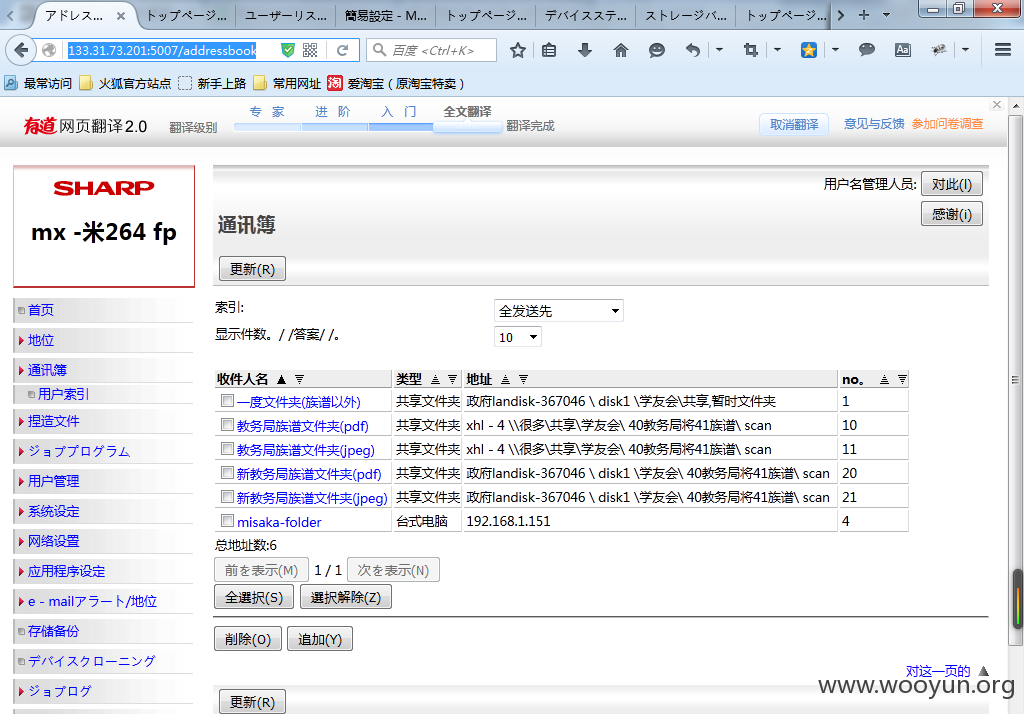 アドレス...
トップページ...
ユーザーリス...
簡易設定 - M...
トップページ...
デバイスステ...
ストレージバ...
トップページ...
133.31.73.201:5007/addressbook
百度 <Ctrl+K>
最常访问
火狐官方站点
新手上路
常用网址
爱淘宝（原淘宝特卖）
有道网页翻译2.0
翻译级别
专 家
进 阶
入 门
全文翻译
翻译完成
取消翻译
意见与反馈
参加问卷调查
SHARP
mx -米264 fp
用户名管理人员:
对此(l)
感谢(i)
通讯簿
更新(R)
首页
地位
通讯簿
用户索引
捏造文件
ジョブプログラム
用户管理
系统设定
网络设置
应用程序设定
e - mailアラート/地位
存储备份
デバイスクローニング
ジョブログ
索引:
全发送先
显示件数。/ /答案/ /。
10
收件人名 ▲
类型
地址
no。
一度文件夹(族谱以外) 共享文件夹 政府landisk-367046 \ disk1 \学友会\共享,暂时文件夹 1
教务局族谱文件夹(pdf) 共享文件夹 xhl - 4 \\很多\共享\学友会\ 40教务局将41族谱\ scan 10
教务局族谱文件夹(jpeg) 共享文件夹 xhl - 4 \\很多\共享\学友会\ 40教务局将41族谱\ scan 11
新教务局族谱文件夹(pdf) 共享文件夹 政府landisk-367046 \ disk1 \学友会\ 40教务局将41族谱\ scan 20
新教务局族谱文件夹(jpeg) 共享文件夹 政府landisk-367046 \ disk1 \学友会\ 40教务局将41族谱\ scan 21
misaka-folder 台式电脑 192.168.1.151 4
总地址数:6
前を表示(M) 1 / 1 次を表示(N)
全選択(S) 選択解除(Z)
削除(O) 追加(Y)
对这一页的
更新(R)
www.wooyun.org